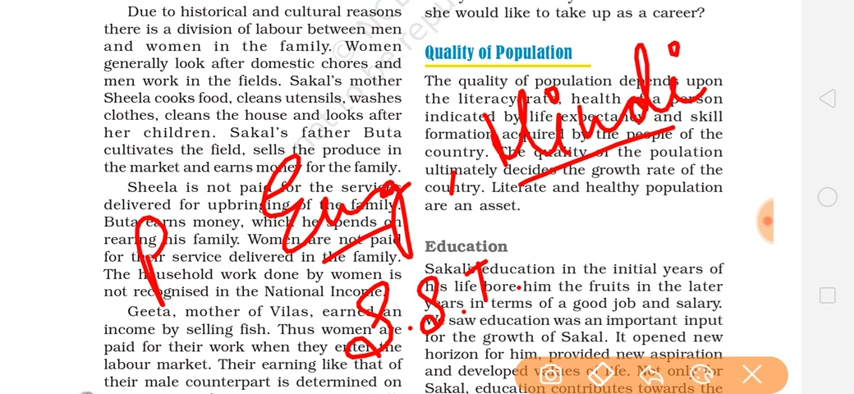 Due to historical and cultural reasons
there is a division of labour between men
and women in the family. Women
generally look after domestic chores and
men work in the fields. Sakal's mother
Sheela cooks food, cleans utensils, washes
clothes, cleans the house and looks after
her children. Sakal's father Buta
cultivates the field, sells the produce in
the market and earns money for the family.
Sheela is not paid for the services
delivered for upbringing of the family.
Buta earns money, which he spends on
rearing his family. Women are not paid
for their service delivered in the family.
The household work done by women is
not recognised in the National Income.
Geeta, mother of Vilas, earned an
income by selling fish. Thus women are
paid for their work when they enter the
labour market. Their earning like that of
their male counterpart is determined on
she would like to take up as a career?
Quality of Population
The quality of population depends upon
the literacy rate, health of a person
indicated by life expectancy and skill
formation acquired by the people of the
country. The quality of the poulation
ultimately decides the growth rate of the
country. Literate and healthy population
are an asset.
Education
Sakal's education in the initial years of
his life bore him the fruits in the later
years in terms of a good job and salary.
We saw education was an important input
for the growth of Sakal. It opened new
horizon for him, provided new aspiration
and developed values of life. Not only for
Sakal, education contributes towards the
P Eng, Hindi
S.S.T